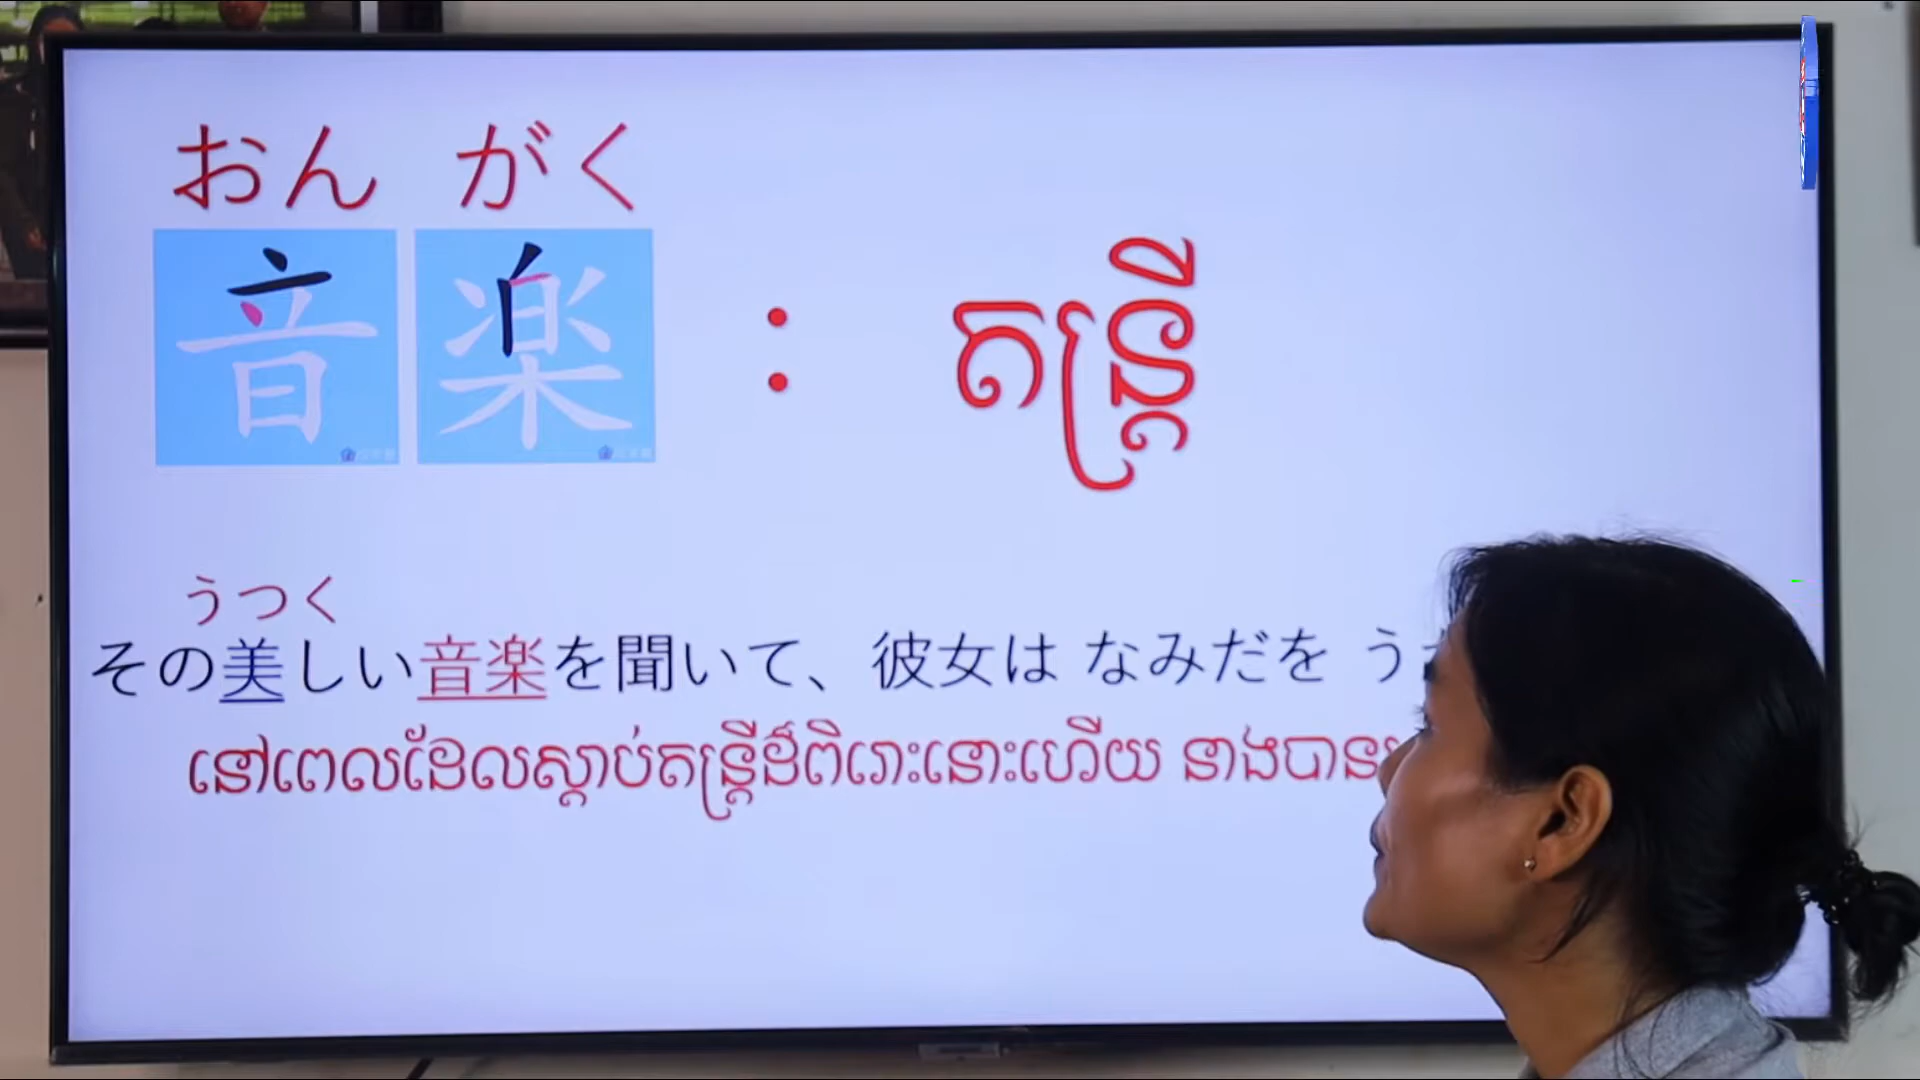 おん がく
音楽 : តន្ត្រី
うつく
その美しい音楽を聞いて、彼女は なみだを う
នៅពេលដែលស្តាប់តន្ត្រីដ៏ពិរោះនោះហើយ នាងបាន